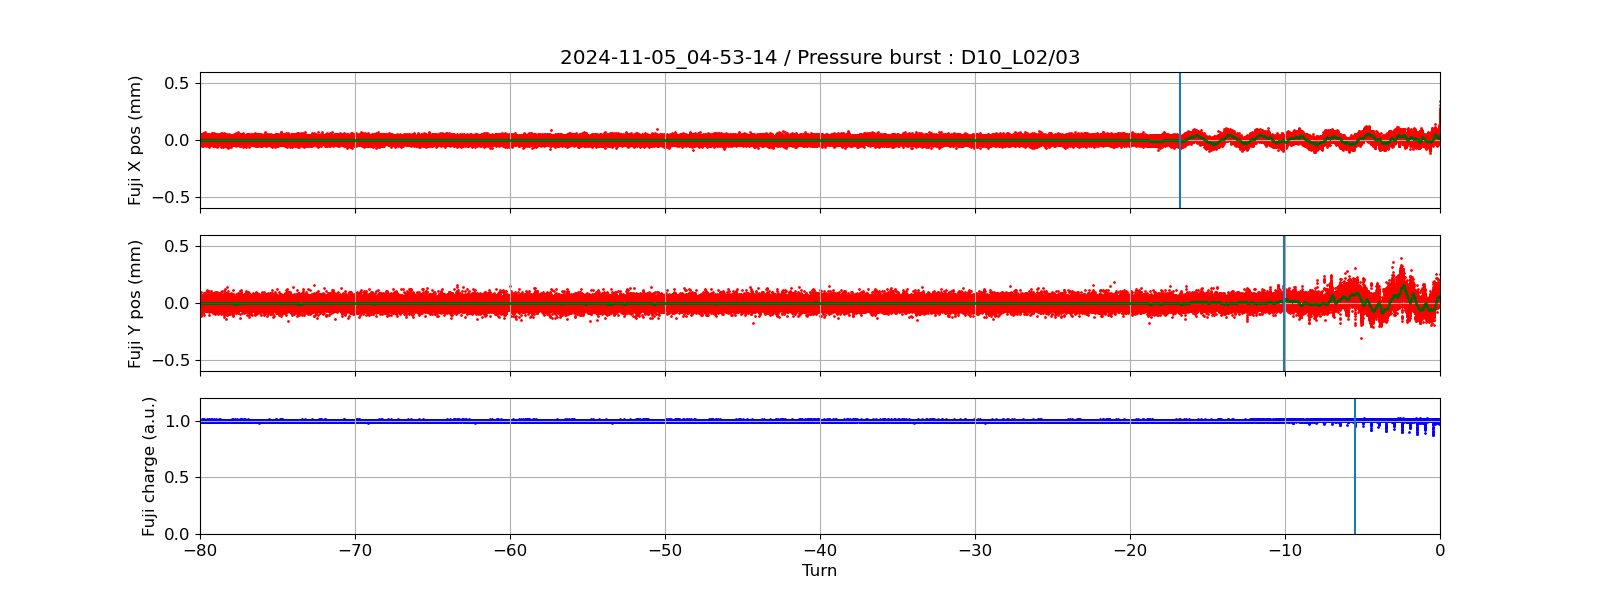 2024-11-05_04-53-14 / Pressure burst : D10_L02/03
0.5
0.0
−0.5
Fuji X pos (mm)
0.5
0.0
−0.5
Fuji Y pos (mm)
1.0
0.5
0.0
Fuji charge (a.u.)
−80 −70 −60 −50 −40 −30 −20 −10 0
Turn